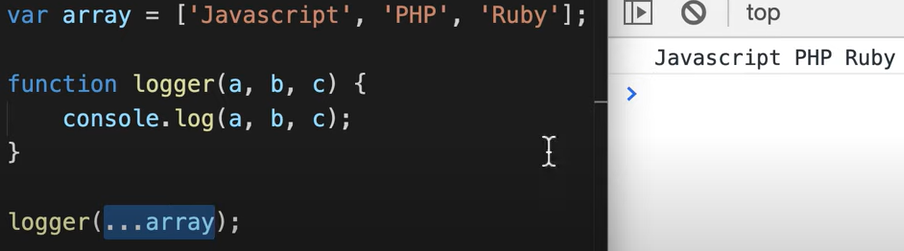 var array = ['Javascript', 'PHP', 'Ruby'];
function logger(a, b, c) {
    console.log(a, b, c);
}
logger(...array);
top
Javascript PHP Ruby
>